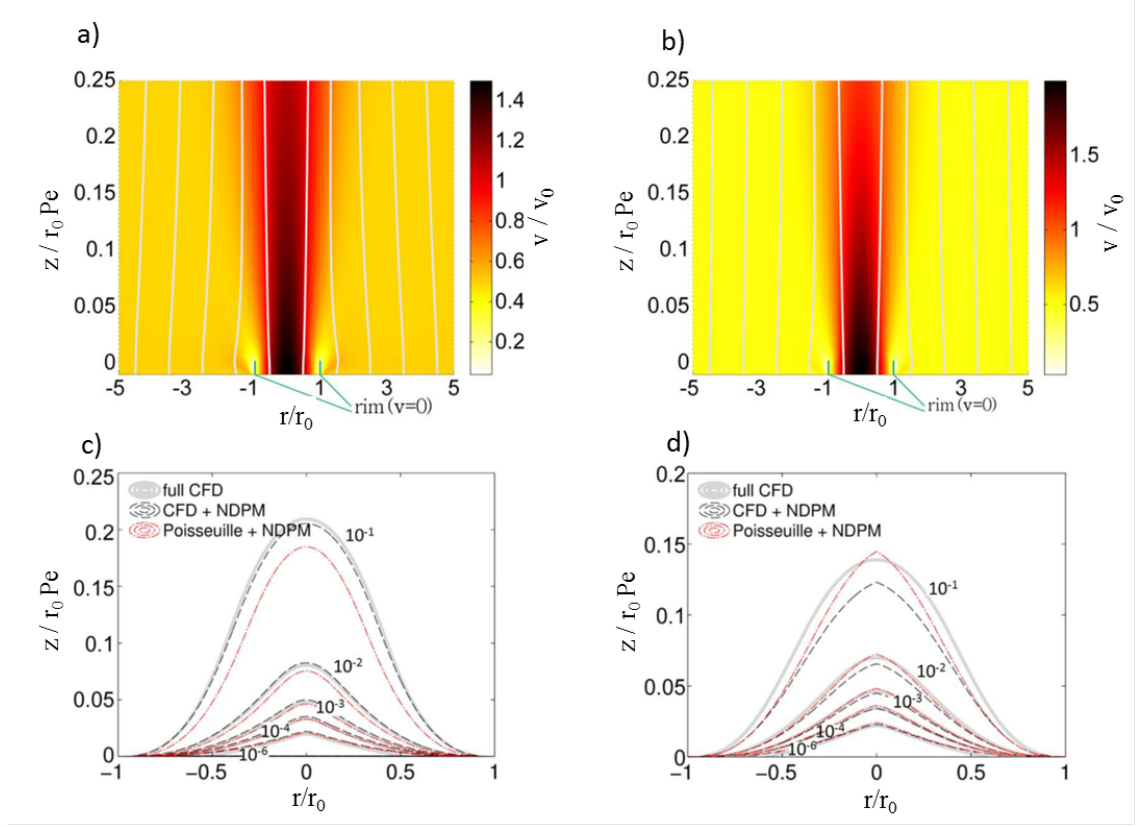 a)
0.25
0.2
0.15
0.1
0.05
0
z / r0 Pe
-5 -3 -1 1 3 5
r/r0
rim (v=0)
1.4
1.2
1
0.8
0.6
0.4
0.2
v / v0
b)
0.25
0.2
0.15
0.1
0.05
0
z / r0 Pe
-5 -3 -1 1 3 5
r/r0
rim (v=0)
1.5
1
0.5
v / v0
c)
0.25
0.2
0.15
0.1
0.05
0
z / r0 Pe
full CFD
CFD + NDPM
Poisseuille + NDPM
10-1
10-2
10-3
10-4
10-6
−1 −0.5 0 0.5 1
r/r0
d)
0.2
0.15
0.1
0.05
0
z / r0 Pe
full CFD
CFD + NDPM
Poisseuille + NDPM
10-1
10-2
10-3
10-4
10-6
−1 −0.5 0 0.5 1
r/r0